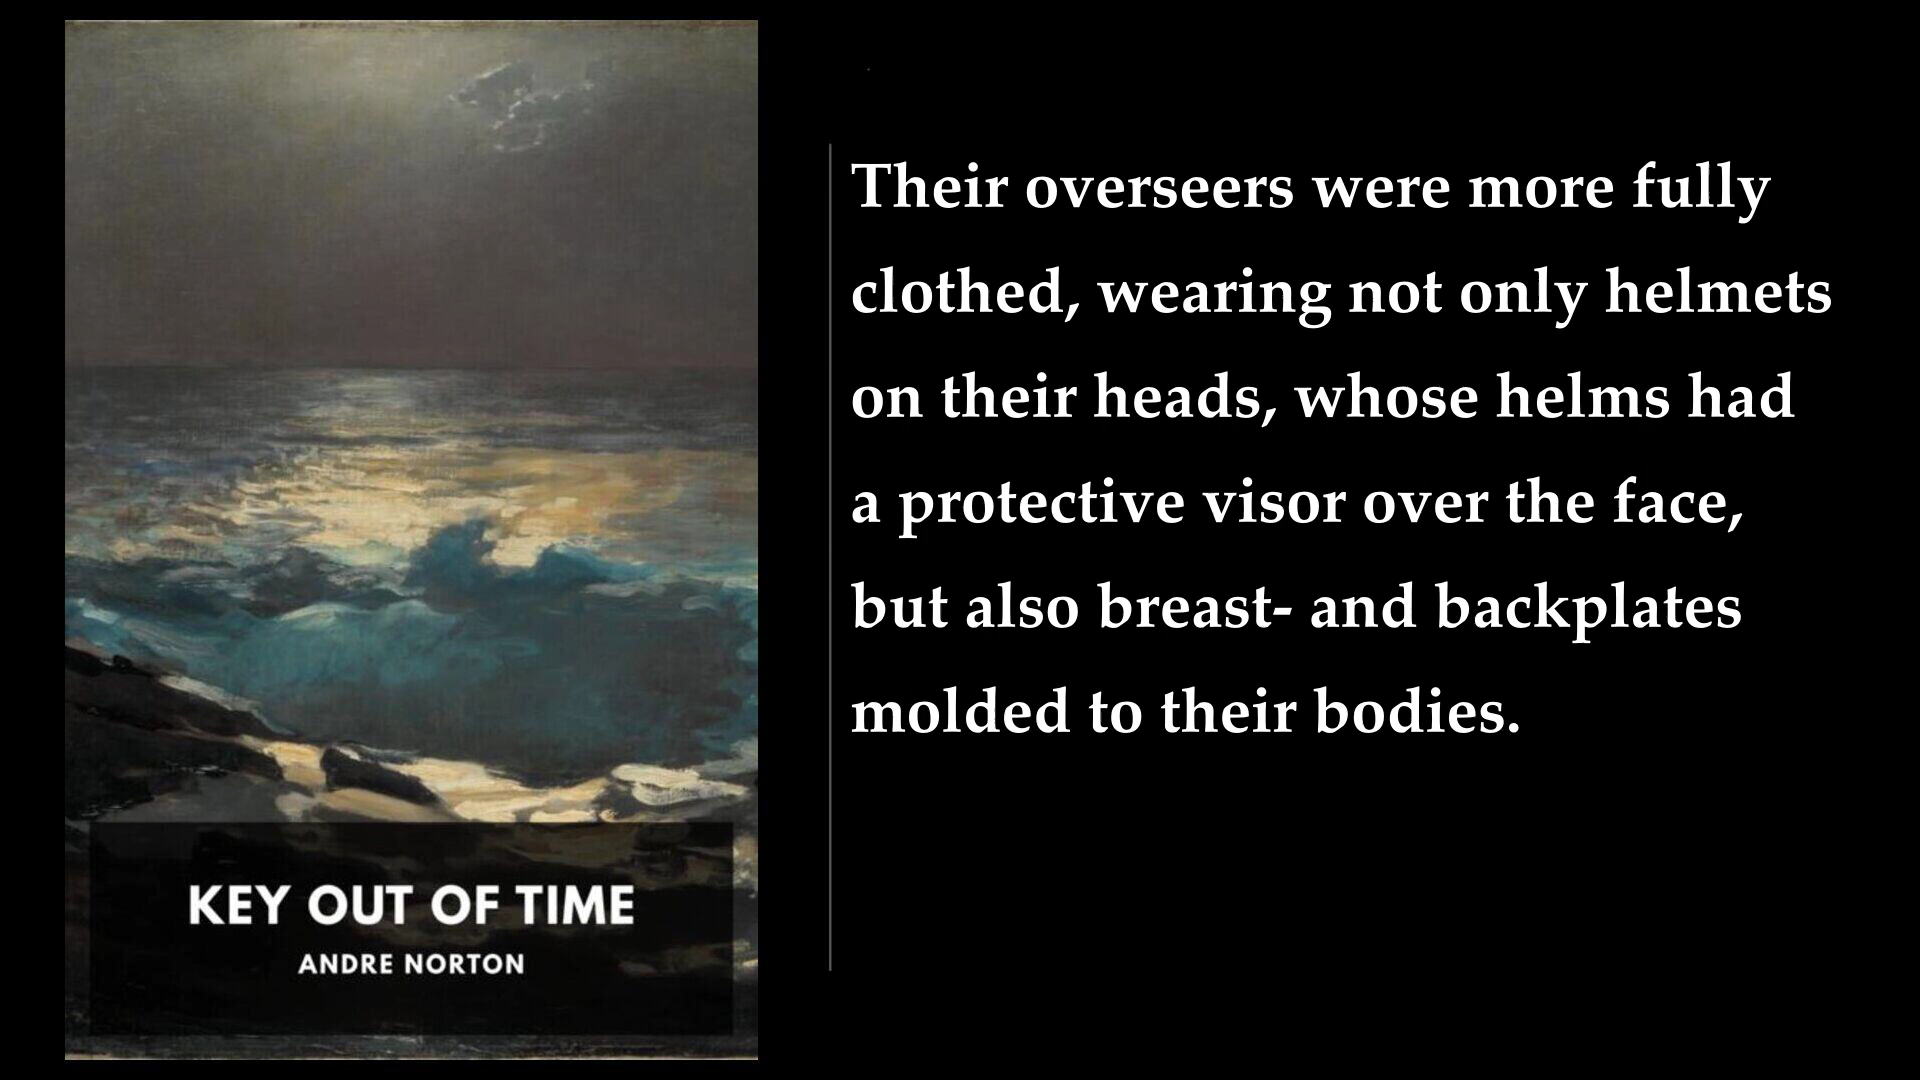 Their overseers were more fully
clothed, wearing not only helmets
on their heads, whose helms had
a protective visor over the face,
but also breast- and backplates
molded to their bodies.
KEY OUT OF TIME
ANDRE NORTON